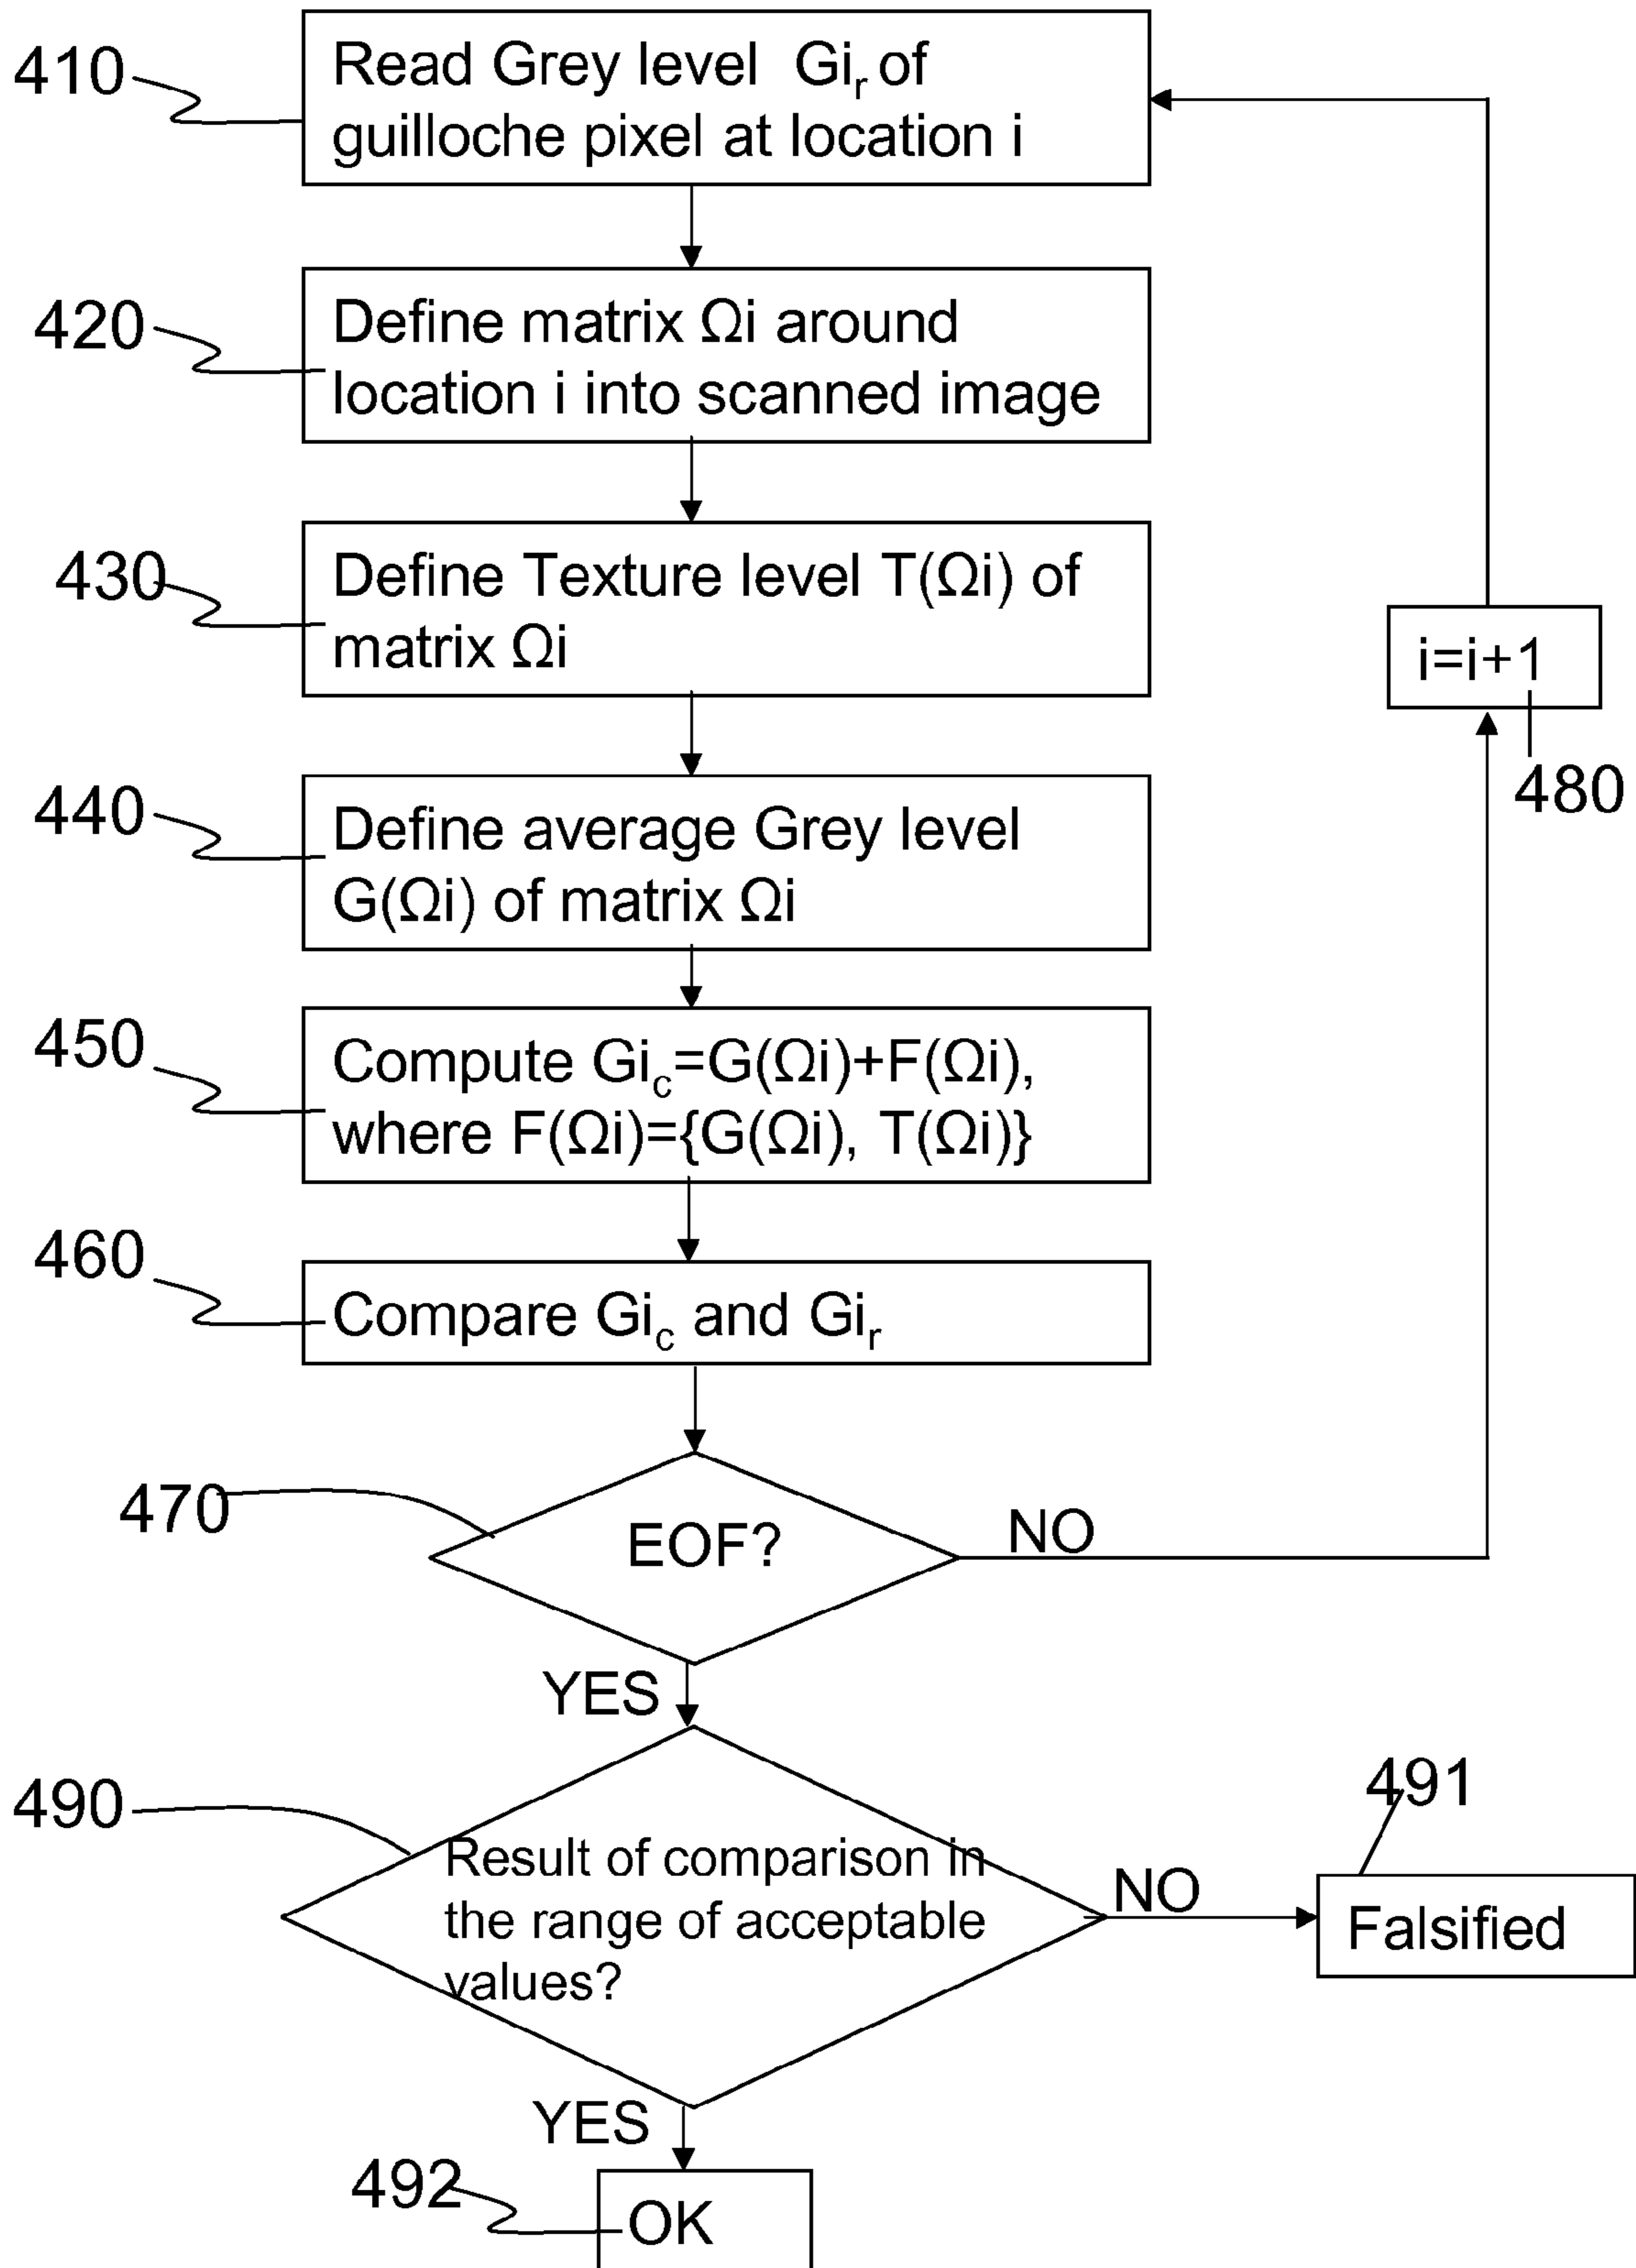 410
Read Grey level Giᵣ of
guilloche pixel at location i
420
Define matrix Ωi around
location i into scanned image
430
Define Texture level T(Ωi) of
matrix Ωi
i=i+1
480
440
Define average Grey level
G(Ωi) of matrix Ωi
450
Compute Gi_c=G(Ωi)+F(Ωi),
where F(Ωi)={G(Ωi), T(Ωi)}
460
Compare Gi_c and Giᵣ
470
EOF?
NO
YES
490
Result of comparison in
the range of acceptable
values?
NO
491
Falsified
YES
492
OK